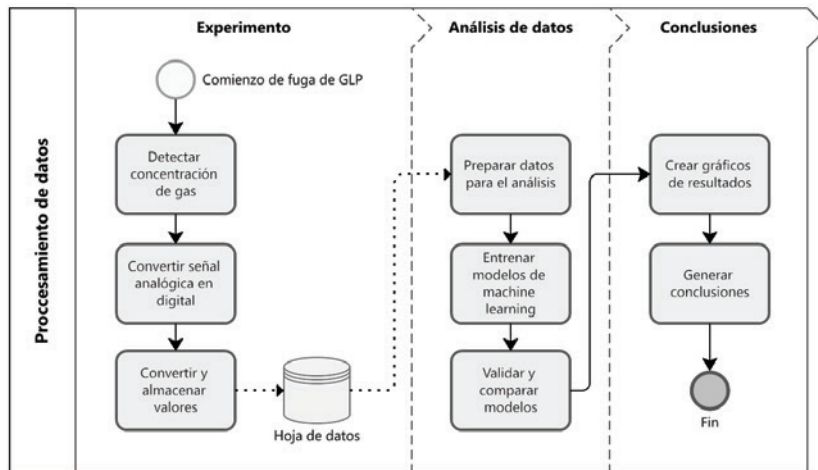 Proccesamiento de datos
Experimento
Comienzo de fuga de GLP
Detectar
concentración
de gas
Convertir señal
analógica en
digital
Convertir y
almacenar
valores
Hoja de datos
Análisis de datos
Preparar datos
para el análisis
Entrenar
modelos de
machine
learning
Validar y
comparar
modelos
Conclusiones
Crear gráficos
de resultados
Generar
conclusiones
Fin